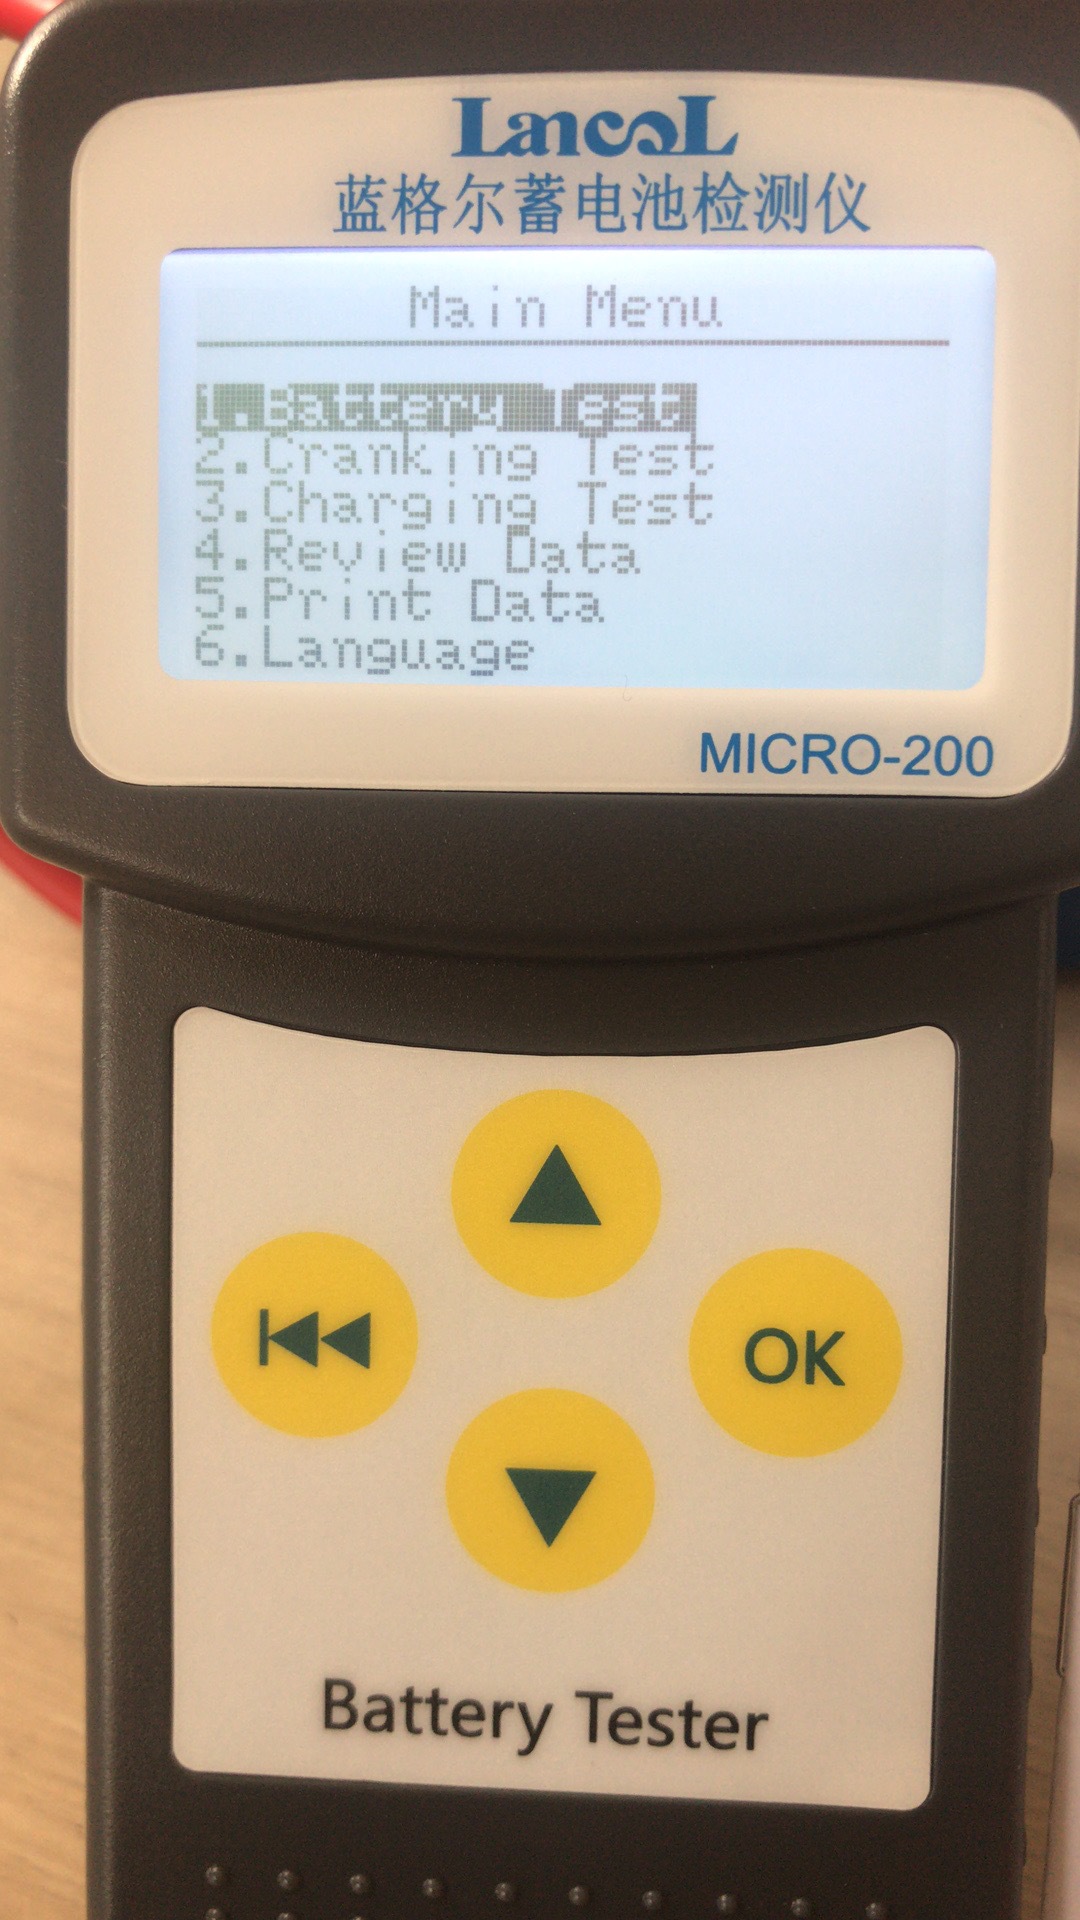 Lancol
蓝格尔蓄电池检测仪
Main Menu
1.Battery Test
2.Cranking Test
3.Charging Test
4.Review Data
5.Print Data
6.Language
MICRO-200
OK
Battery Tester